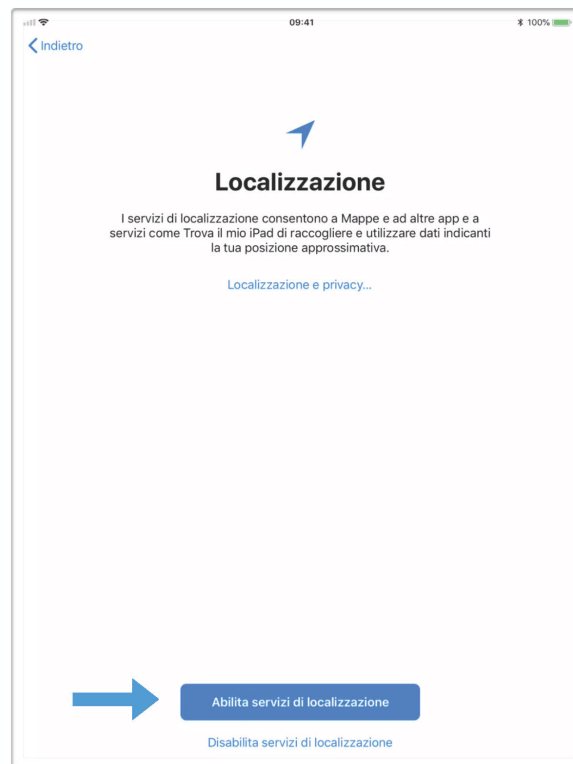 09:41
100%
Indietro
Localizzazione
I servizi di localizzazione consentono a Mappe e ad altre app e a
servizi come Trova il mio iPad di raccogliere e utilizzare dati indicanti
la tua posizione approssimativa.
Localizzazione e privacy...
Abilita servizi di localizzazione
Disabilita servizi di localizzazione